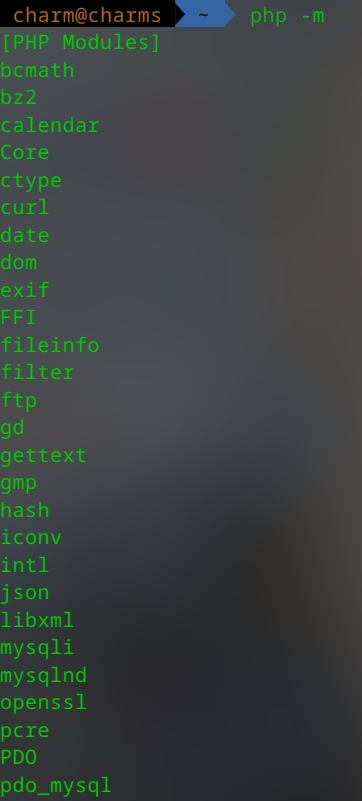 charm@charms ~ php -m
[PHP Modules]
bcmath
bz2
calendar
Core
ctype
curl
date
dom
exif
FFI
fileinfo
filter
ftp
gd
gettext
gmp
hash
iconv
intl
json
libxml
mysqli
mysqlnd
openssl
pcre
PDO
pdo_mysql